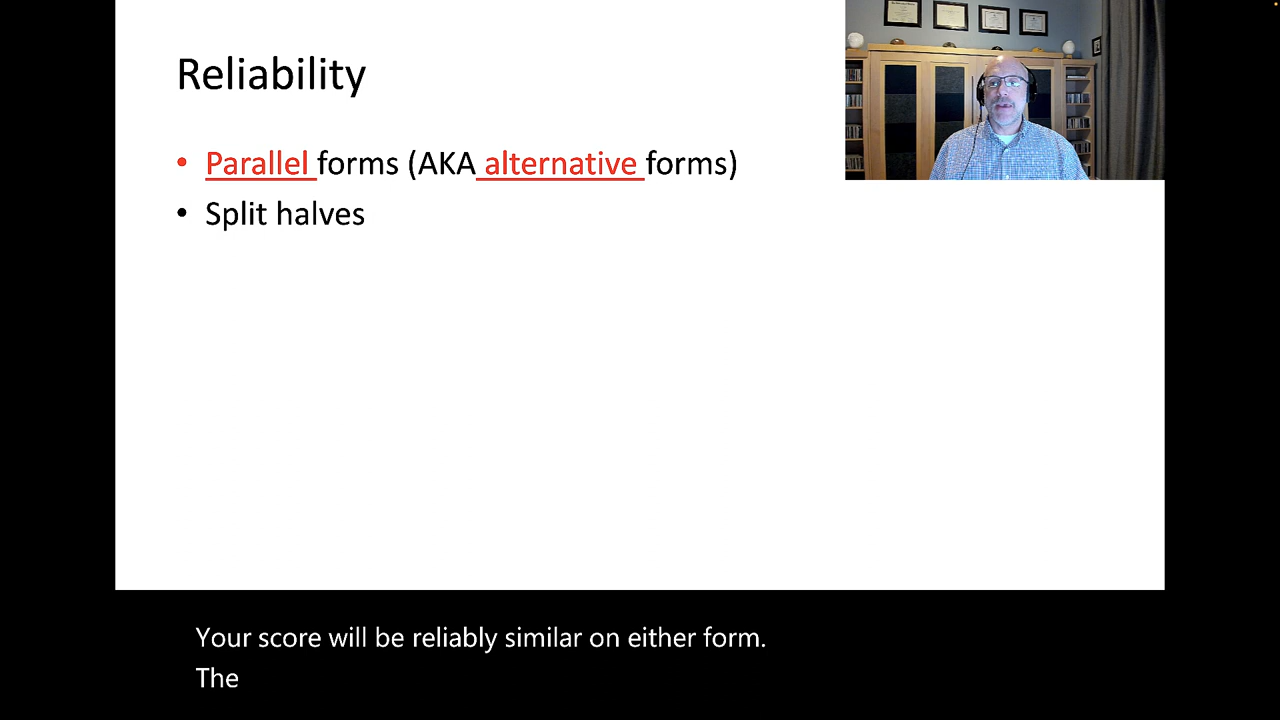 Reliability
• Parallel forms (AKA alternative forms)
• Split halves
Your score will be reliably similar on either form.
The